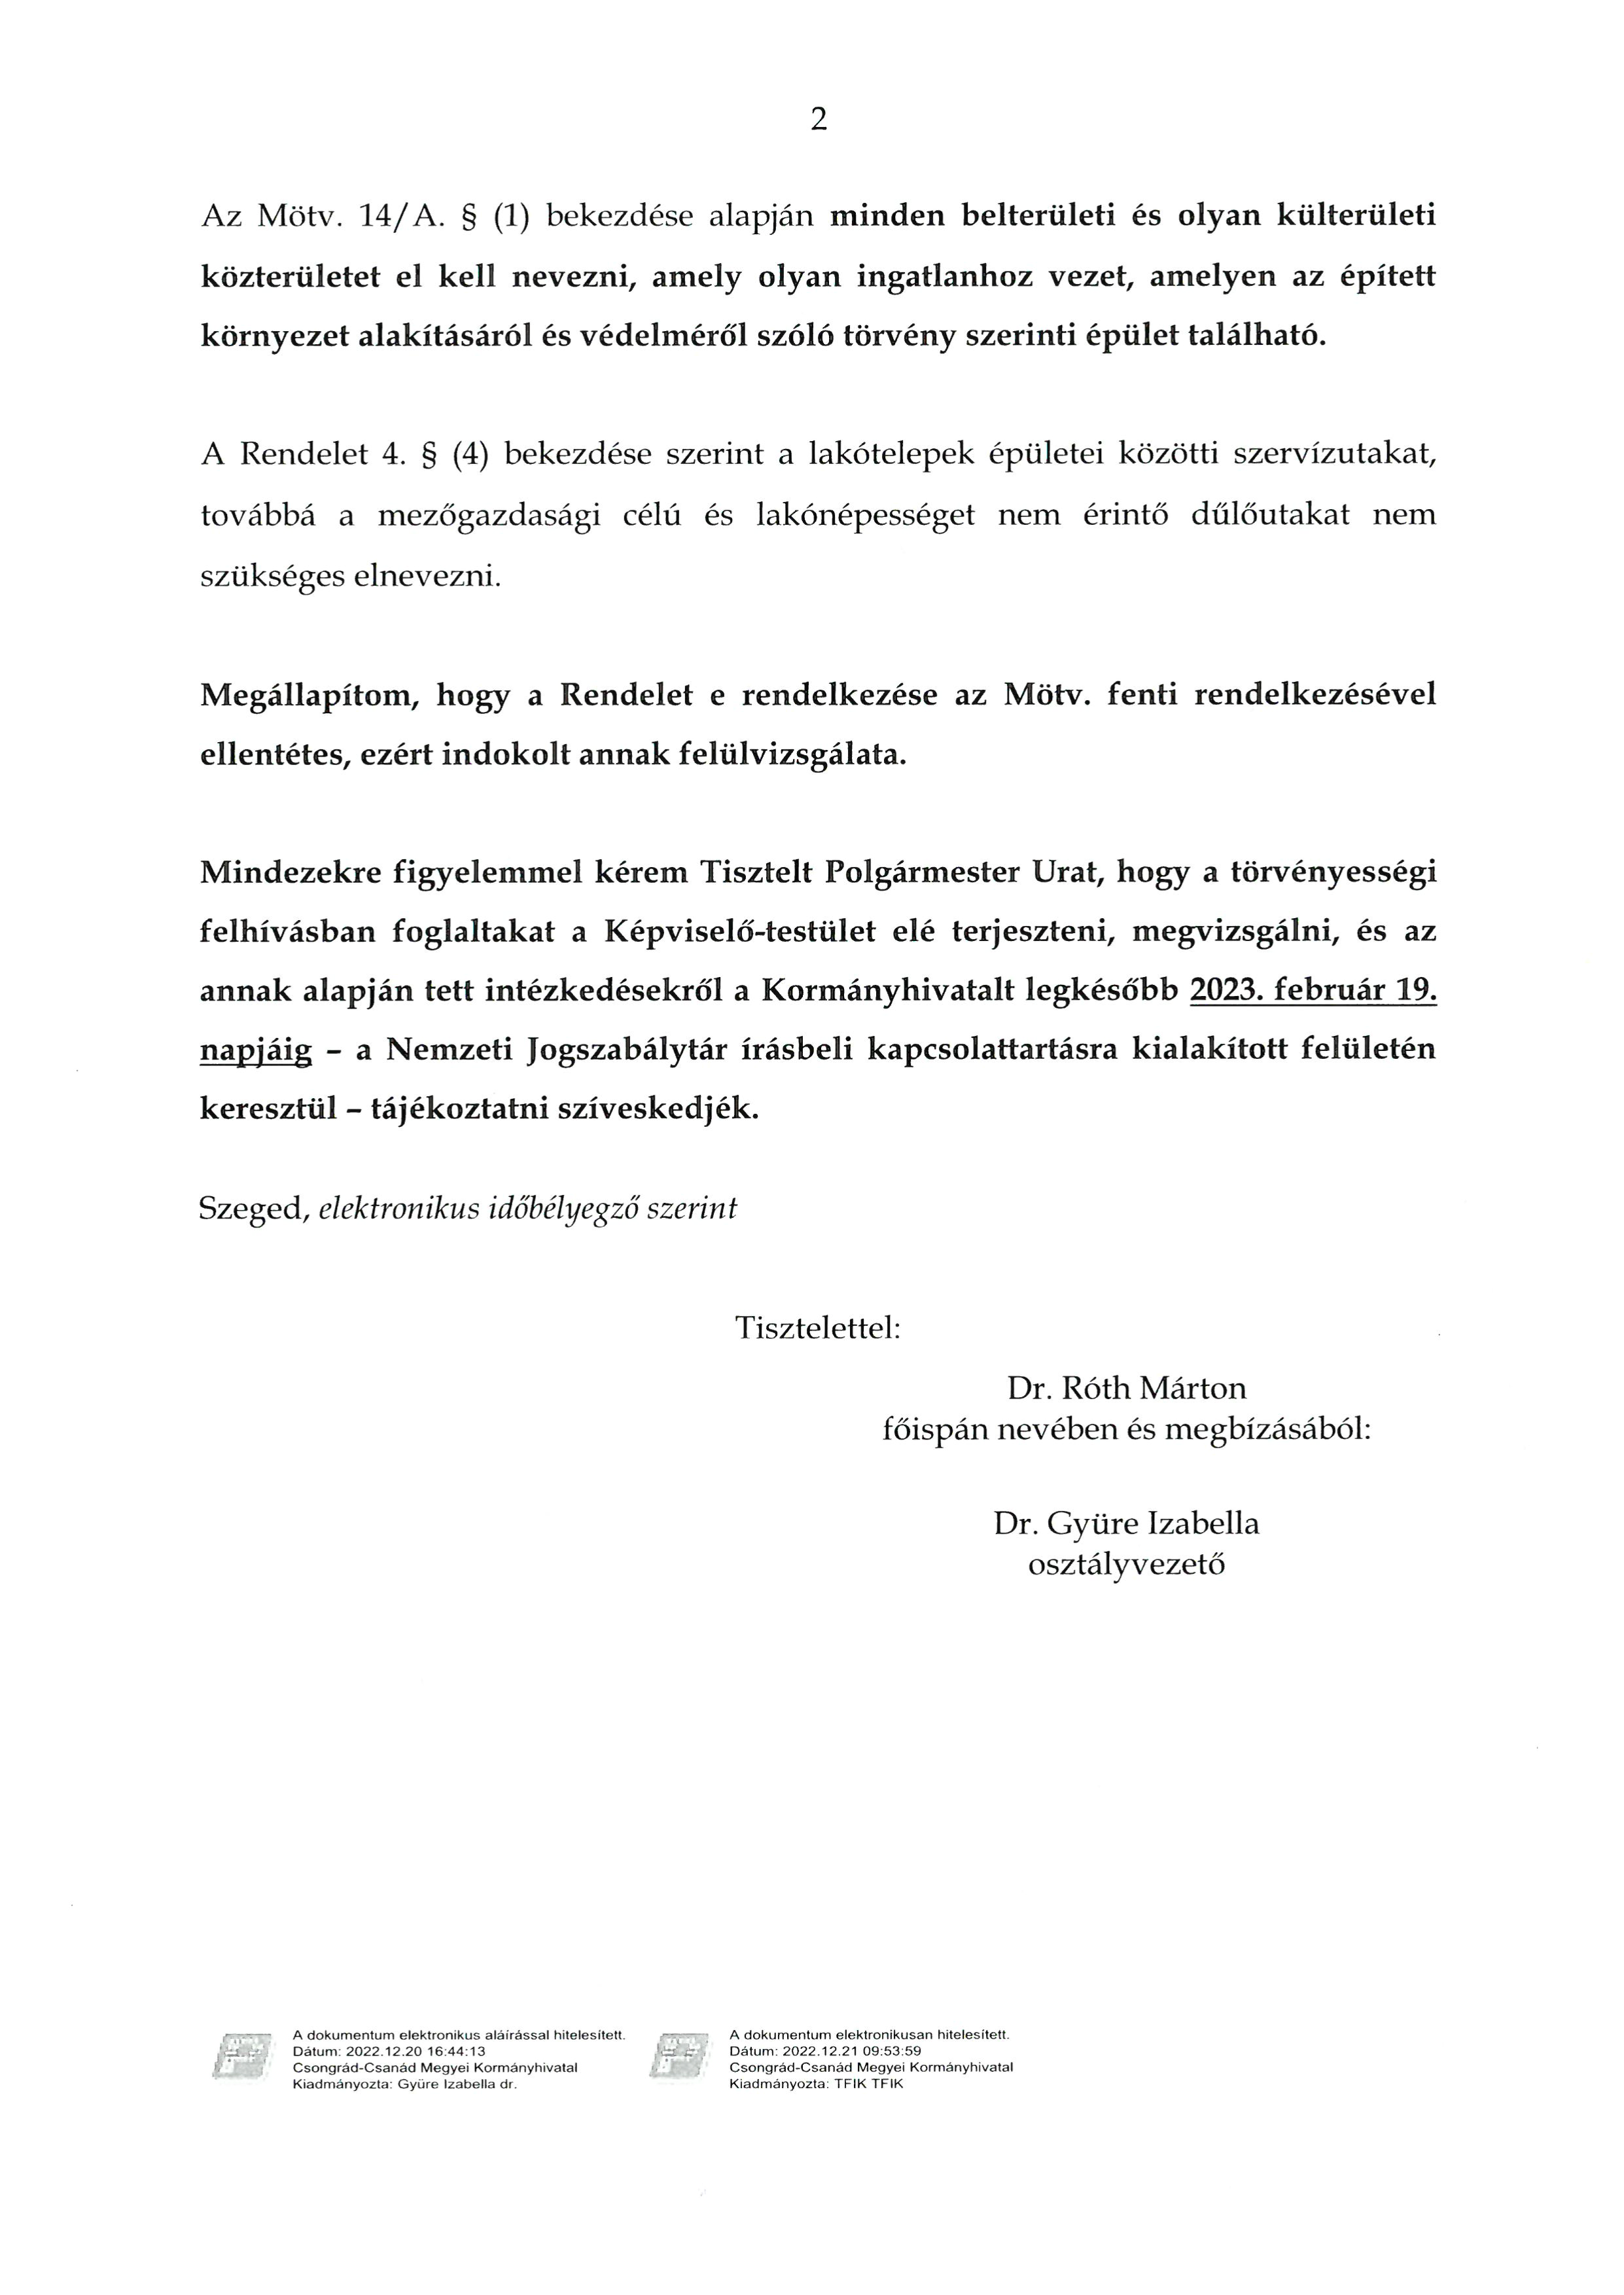 2
Az Mötv. 14/A. § (1) bekezdése alapján minden belterületi és olyan külterületi
közterületet el kell nevezni, amely olyan ingatlanhoz vezet, amelyen az épített
környezet alakításáról és védelméről szóló törvény szerinti épület található.
A Rendelet 4. § (4) bekezdése szerint a lakótelepek épületei közötti szervízutakat,
továbbá a mezőgazdasági célú és lakónépességet nem érintő dűlőutakat nem
szükséges elnevezni.
Megállapítom, hogy a Rendelet e rendelkezése az Mötv. fenti rendelkezésével
ellentétes, ezért indokolt annak felülvizsgálata.
Mindezekre figyelemmel kérem Tisztelt Polgármester Urat, hogy a törvényességi
felhívásban foglaltakat a Képviselő-testület elé terjeszteni, megvizsgálni, és az
annak alapján tett intézkedésekről a Kormányhivatalt legkésőbb 2023. február 19.
napjáig – a Nemzeti Jogszabálytár írásbeli kapcsolattartásra kialakított felületén
keresztül – tájékoztatni szíveskedjék.
Szeged, elektronikus időbélyegző szerint
Tisztelettel:
Dr. Róth Márton
főispán nevében és megbízásából:
Dr. Gyüre Izabella
osztályvezető
A dokumentum elektronikus aláírással hitelesített.
Dátum: 2022.12.20 16:44:13
Csongrád-Csanád Megyei Kormányhivatal
Kiadmányozta: Gyüre Izabella dr.
A dokumentum elektronikusan hitelesített.
Dátum: 2022.12.21 09:53:59
Csongrád-Csanád Megyei Kormányhivatal
Kiadmányozta: TFIK TFIK